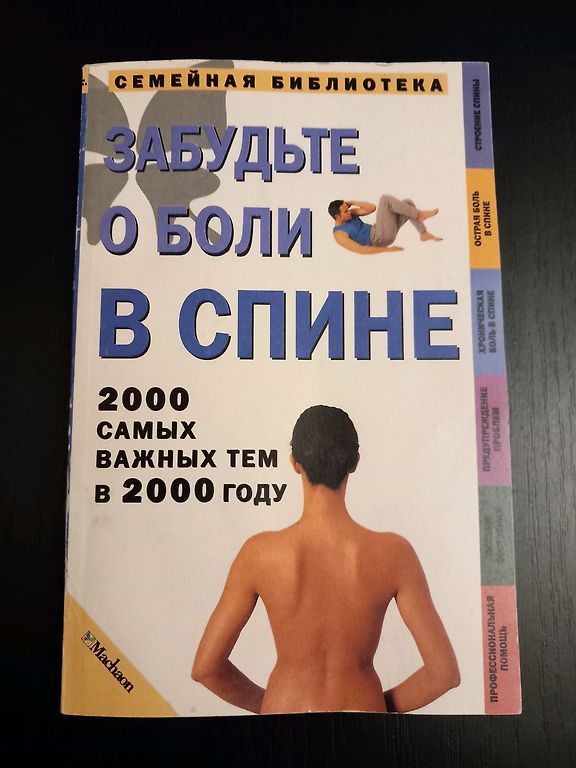 СЕМЕЙНАЯ БИБЛИОТЕКА
ЗАБУДЬТЕ
О БОЛИ
В СПИНЕ
2000
САМЫХ
ВАЖНЫХ ТЕМ
В 2000 ГОДУ
Machaon
СТРОЕНИЕ СПИНЫ
ОСТРАЯ БОЛЬ
В СПИНЕ
ХРОНИЧЕСКАЯ
БОЛЬ В СПИНЕ
ПРЕДУПРЕЖДЕНИЕ
ПРОБЛЕМ
ПРОФЕССИОНАЛЬНАЯ
ПОМОЩЬ